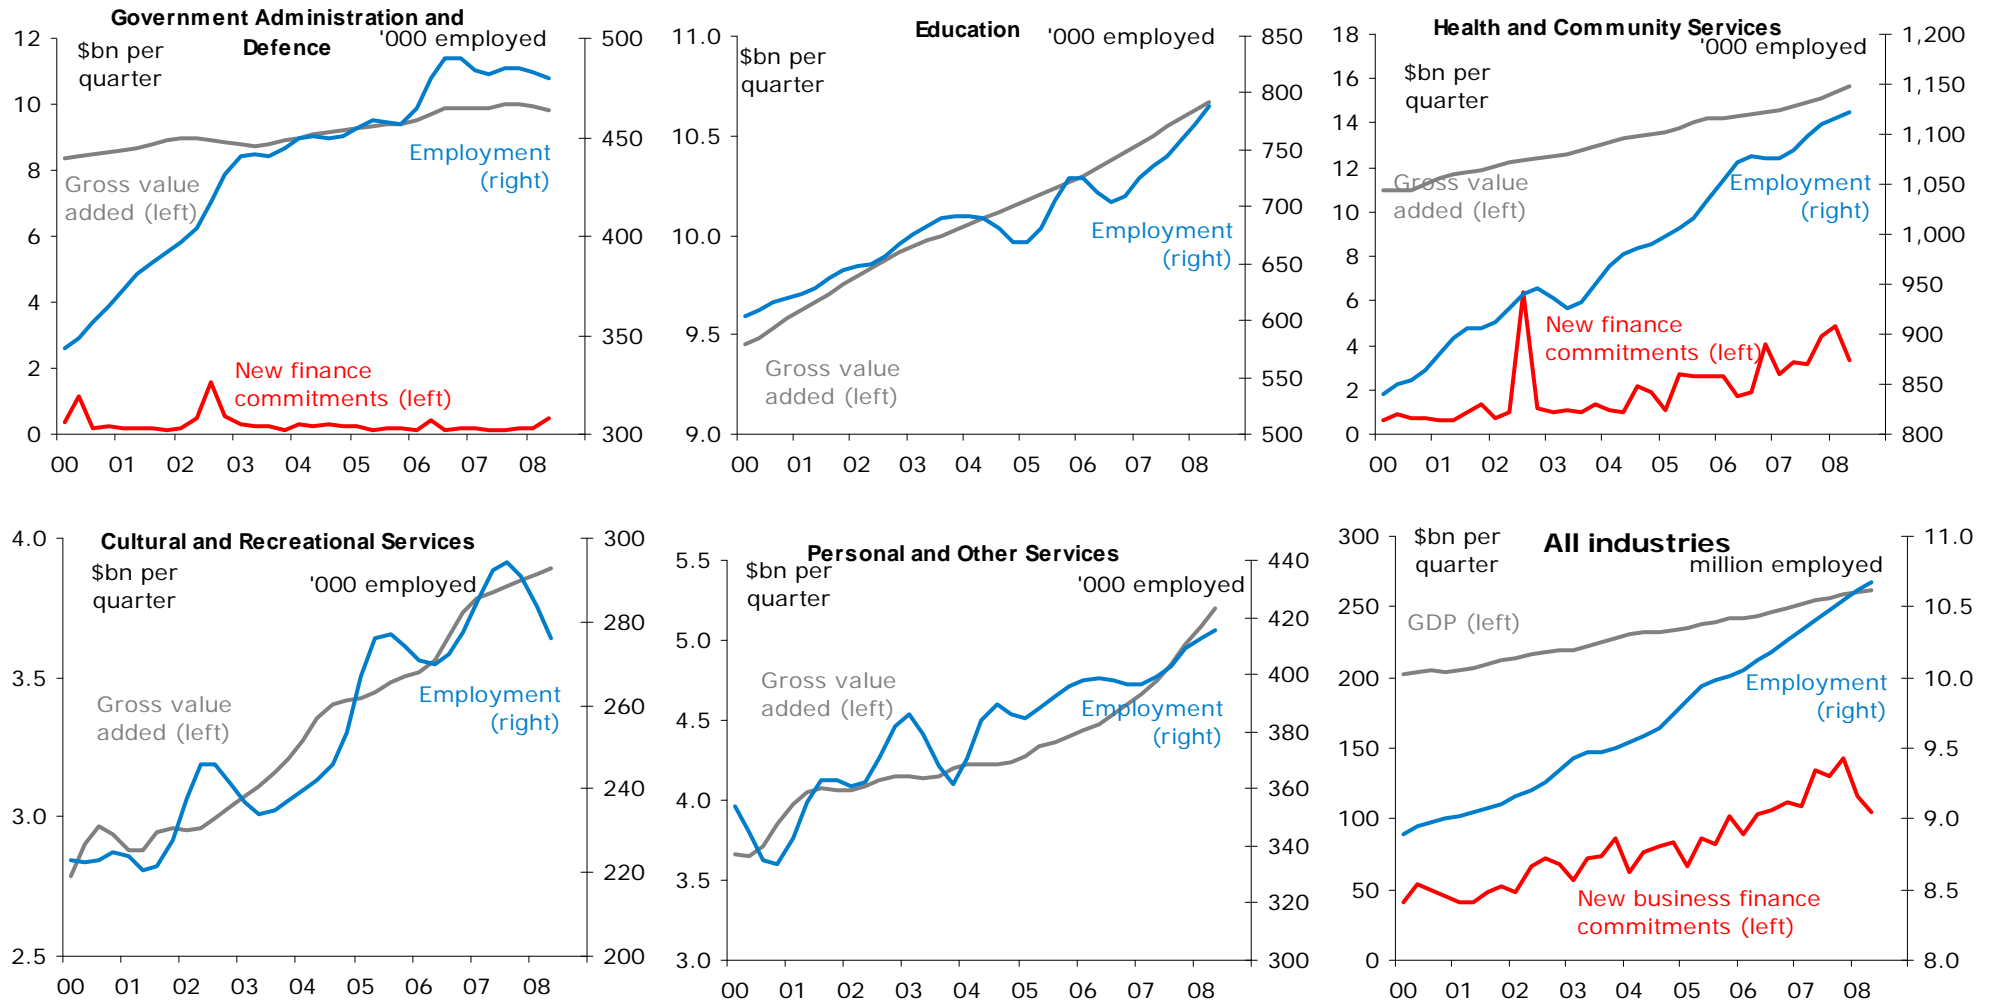 Government Administration and
Defence
'000 employed
$bn per
quarter
12
10
8
6
4
2
0
500
450
400
350
300
Employment
(right)
Gross value
added (left)
New finance
commitments (left)
00 01 02 03 04 05 06 07 08
Education
'000 employed
$bn per
quarter
11.0
10.5
10.0
9.5
9.0
850
800
750
700
650
600
550
500
Employment
(right)
Gross value
added (left)
00 01 02 03 04 05 06 07 08
Health and Community Services
'000 employed
$bn per
quarter
18
16
14
12
10
8
6
4
2
0
1,200
1,150
1,100
1,050
1,000
950
900
850
800
Gross value
added (left)
Employment
(right)
New finance
commitments (left)
00 01 02 03 04 05 06 07 08
Cultural and Recreational Services
$bn per
quarter
'000 employed
4.0
3.5
3.0
2.5
300
280
260
240
220
200
Gross value
added (left)
Employment
(right)
00 01 02 03 04 05 06 07 08
Personal and Other Services
$bn per
quarter
'000 employed
5.5
5.0
4.5
4.0
3.5
3.0
440
420
400
380
360
340
320
300
Gross value
added (left)
Employment
(right)
00 01 02 03 04 05 06 07 08
All industries
$bn per
quarter
million employed
300
250
200
150
100
50
0
11.0
10.5
10.0
9.5
9.0
8.5
8.0
GDP (left)
Employment
(right)
New business finance
commitments (left)
00 01 02 03 04 05 06 07 08